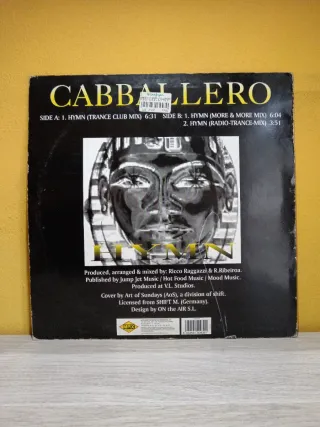 CABBALLERO
SIDE A: 1. HYMN (TRANCE CLUB MIX) 6:31 SIDE B: 1. HYMN (MORE & MORE MIX) 6:04
2. HYMN (RADIO-TRANCE-MIX) 3:51
HYMN
Produced, arranged & mixed by: Ricco Raggazzi & R.Ribeiroa.
Published by Jump Jct Music / Hot Food Music / Mood Music.
Produced at V.L. Studios.
Cover by Art of Sundays (AoS), a division of shift.
Licensed from SHIFT M. (Germany).
Design by ON the AIR S.L.